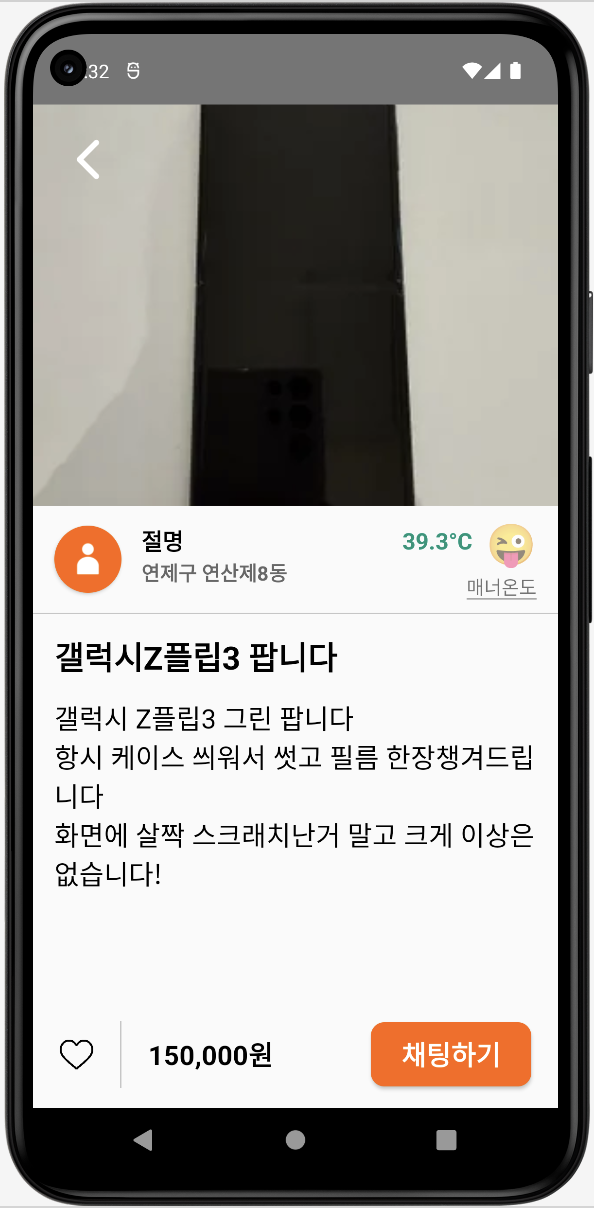 :32
절명
39.3°C
연제구 연산제8동
매너온도
갤럭시Z플립3 팝니다
갤럭시 Z플립3 그린 팝니다
항시 케이스 씌워서 썻고 필름 한장챙겨드립
니다
화면에 살짝 스크래치난거 말고 크게 이상은
없습니다!
150,000원
채팅하기